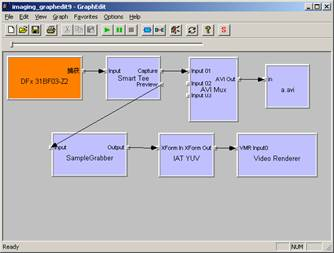 imaging_graphedit9 - GraphEdit
File Edit View Graph Favorites Options Help
捕获
DFx 31BF03-Z2
Input Capture
Smart Tee
Preview
Input 01
AVI Out
Input 02
AVI Mux
Input 03
in
a.avi
Input Output
SampleGrabber
XForm In XForm Out
IAT YUV
VMR Input0
Video Renderer
Ready
NUM